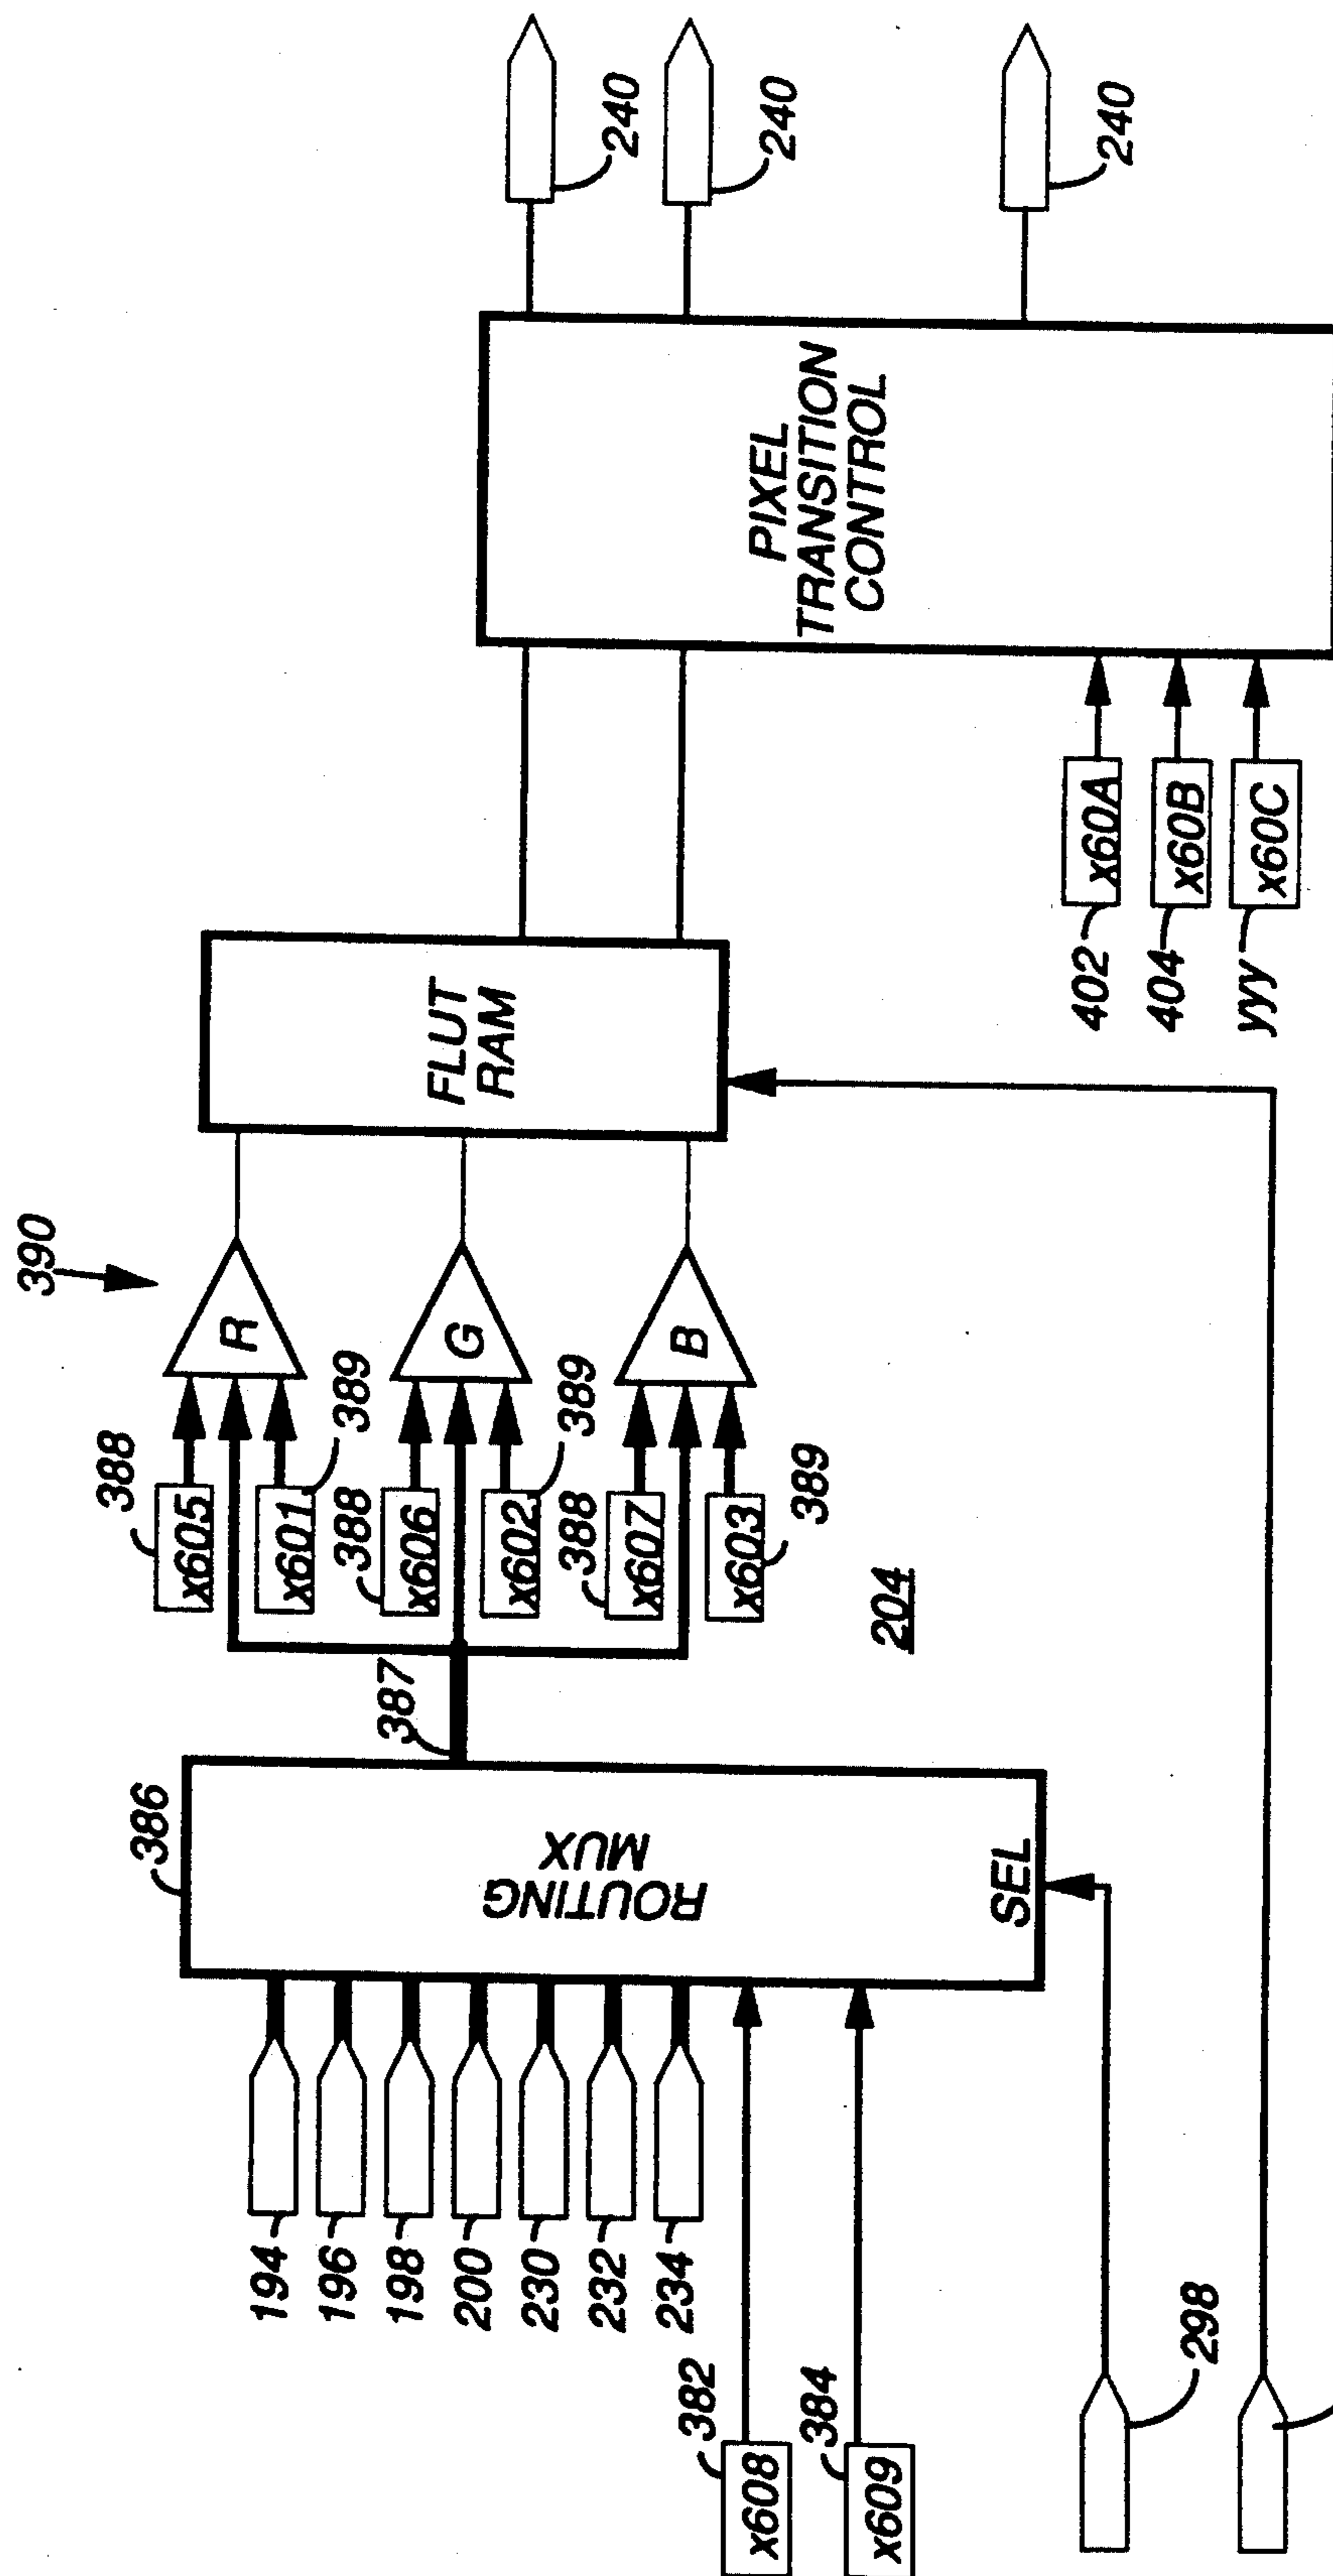 194
196
198
200
230
232
234
382
x608
384
x609
298
386
ROUTING
MUX
SEL
387
204
390
388
x605
x601
389
388
x606
x602
389
388
x607
x603
389
R
G
B
FLUT
RAM
402
x60A
404
x60B
yyy
x60C
PIXEL
TRANSITION
CONTROL
240
240
240